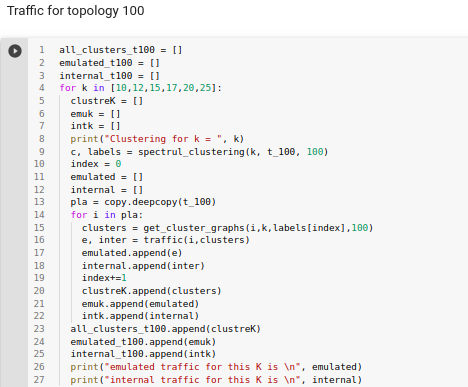 Traffic for topology 100
1 all_clusters_t100 = []
2 emulated_t100 = []
3 internal_t100 = []
4 for k in [10,12,15,17,20,25]:
5   clustreK = []
6   emuk = []
7   intk = []
8   print("Clustering for k = ", k)
9   c, labels = spectrul_clustering(k, t_100, 100)
10   index = 0
11   emulated = []
12   internal = []
13   pla = copy.deepcopy(t_100)
14   for i in pla:
15     clusters = get_cluster_graphs(i,k,labels[index],100)
16     e, inter = traffic(i,clusters)
17     emulated.append(e)
18     internal.append(inter)
19     index+=1
20     clustreK.append(clusters)
21     emuk.append(emulated)
22     intk.append(internal)
23   all_clusters_t100.append(clustreK)
24   emulated_t100.append(emuk)
25   internal_t100.append(intk)
26   print("emulated traffic for this K is \n", emulated)
27   print("internal traffic for this K is \n", internal)